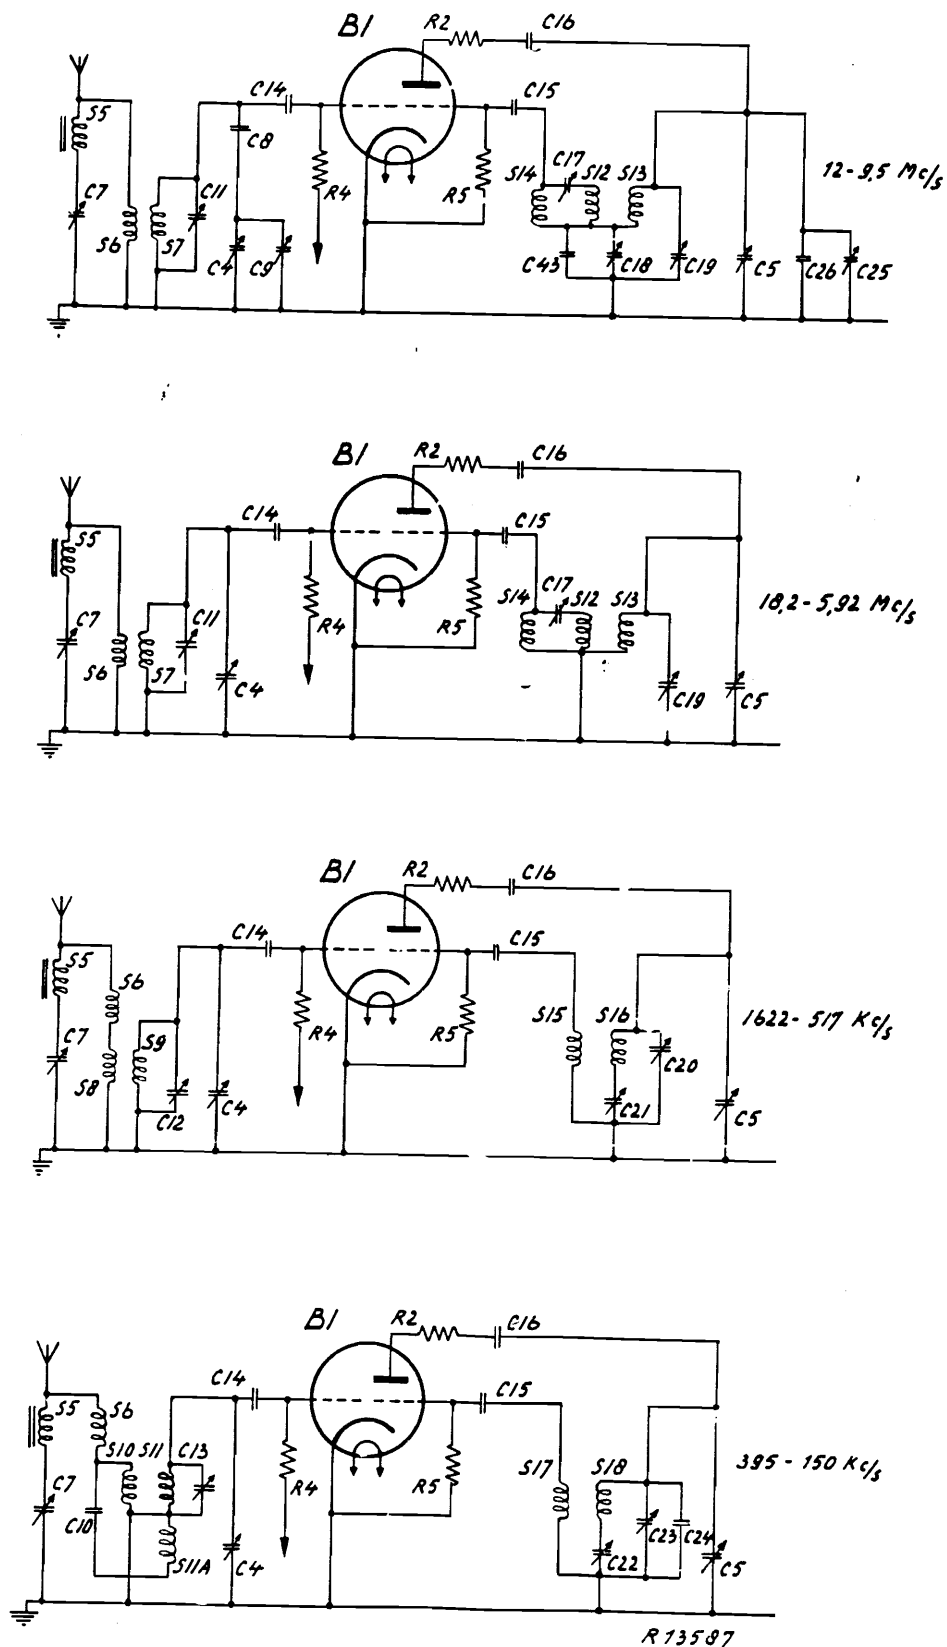 B1 R2 C16
S5 C14 C15
C8
C7 C11 R4 R5 S14 C17 S12 S13 12-9,5 Mc/s
S6 S7 C4 C9 C43 C18 C19 C5 C26 C25
B1 R2 C16
S5 C14 C15
C7 C11 R4 R5 S14 C17 S12 S13 18,2-5,92 Mc/s
S6 S7 C4 C19 C5
B1 R2 C16
S5 C14 C15
S6 S15 S16 1622-517 Kc/s
C7 S9 R4 R5 C20
S8 C12 C4 C21 C5
B1 R2 C16
S5 S6 C14 C15
S10 S11 C13 S17 S18 395-150 Kc/s
C7 R4 R5
C10 C23 C24
S11A C4 C22 C5
R13587